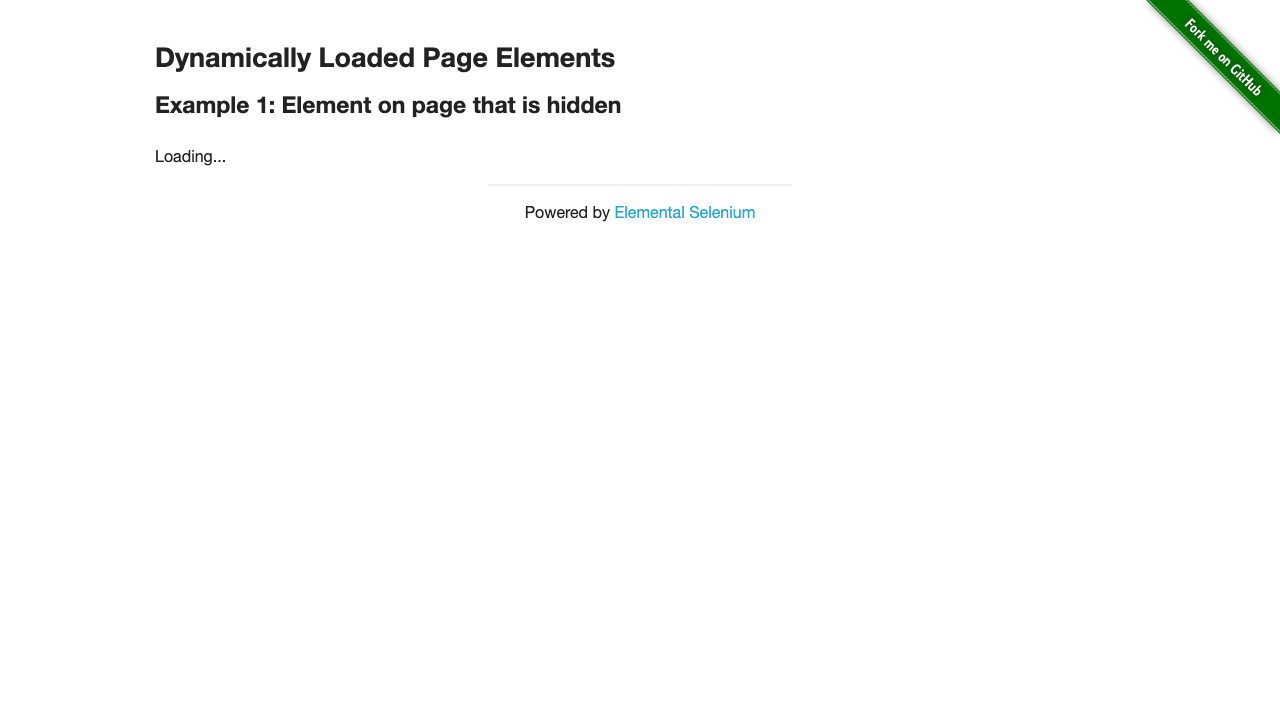 Fork me on GitHub
Dynamically Loaded Page Elements
Example 1: Element on page that is hidden
Loading...
Powered by Elemental Selenium